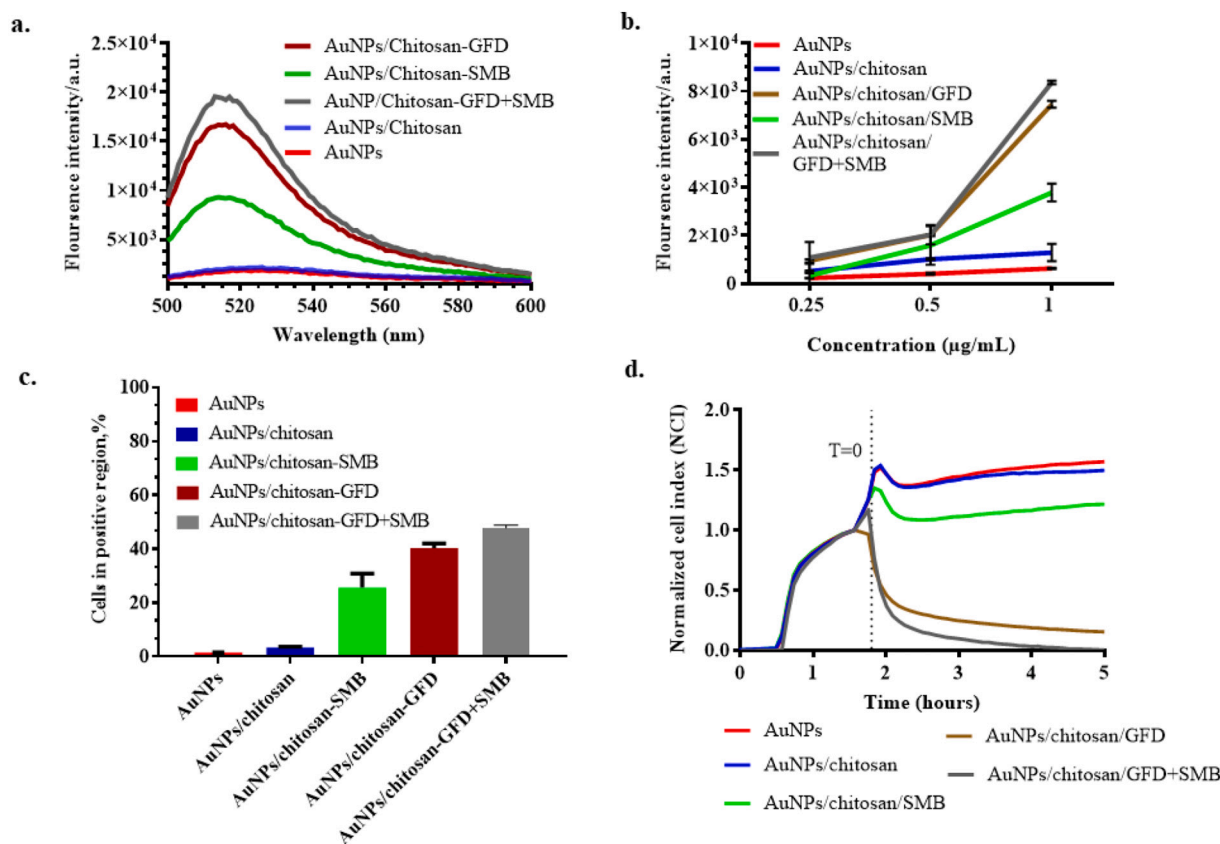 a.
2.5×10⁴
2×10⁴
1.5×10⁴
1×10⁴
5×10³
Floursence intensity/a.u.
500
520
540
560
580
600
Wavelength (nm)
AuNPs/Chitosan-GFD
AuNPs/Chitosan-SMB
AuNP/Chitosan-GFD+SMB
AuNPs/Chitosan
AuNPs
b.
1×10⁴
8×10³
6×10³
4×10³
2×10³
0
Floursence intensity/a.u.
0.25
0.5
1
Concentration (µg/mL)
AuNPs
AuNPs/chitosan
AuNPs/chitosan/GFD
AuNPs/chitosan/SMB
AuNPs/chitosan/
GFD+SMB
c.
100
80
60
40
20
0
Cells in positive region,%
AuNPs
AuNPs/chitosan
AuNPs/chitosan-SMB
AuNPs/chitosan-GFD
AuNPs/chitosan-GFD+SMB
AuNPs
AuNPs/chitosan
AuNPs/chitosan-SMB
AuNPs/chitosan-GFD
AuNPs/chitosan-GFD+SMB
d.
2.0
1.5
1.0
0.5
0.0
Normalized cell index (NCI)
T=0
0
1
2
3
4
5
Time (hours)
AuNPs
AuNPs/chitosan
AuNPs/chitosan/SMB
AuNPs/chitosan/GFD
AuNPs/chitosan/GFD+SMB